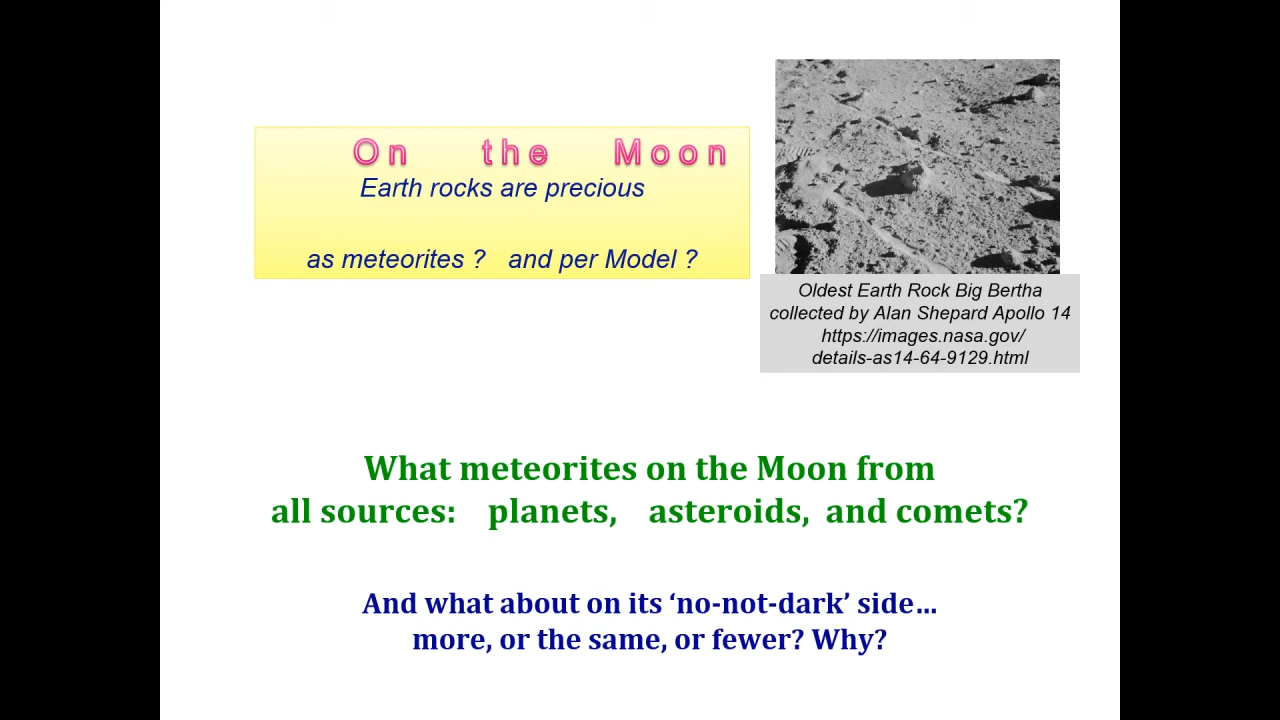 On the Moon
Earth rocks are precious
as meteorites ? and per Model ?
Oldest Earth Rock Big Bertha
collected by Alan Shepard Apollo 14
https://images.nasa.gov/
details-as14-64-9129.html
What meteorites on the Moon from
all sources: planets, asteroids, and comets?
And what about on its ‘no-not-dark’ side…
more, or the same, or fewer? Why?